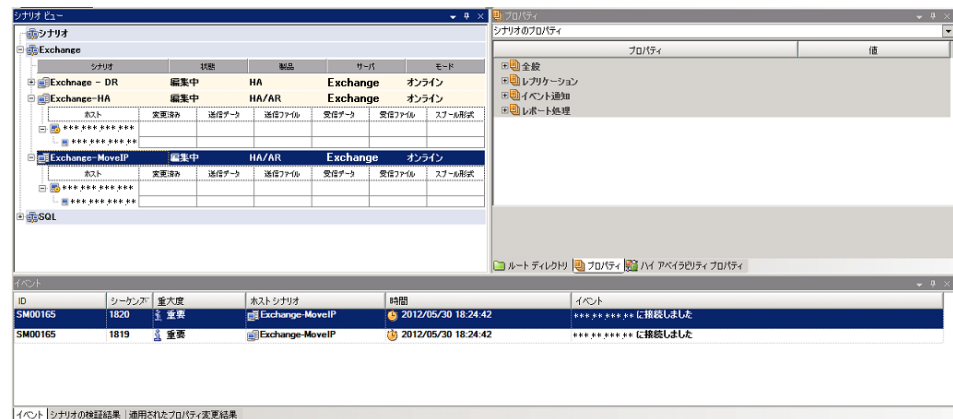 シナリオ ビュー
シナリオ
Exchange
シナリオ 状態 製品 サーバ モード
Exchnage - DR 編集中 HA Exchange オンライン
Exchange-HA 編集中 HA/AR Exchange オンライン
ホスト 変更済み 送信データ 送信ファイル 受信データ 受信ファイル スプール形式
***.***.***.***
***.***.***.**
Exchange-MoveIP 編集中 HA/AR Exchange オンライン
ホスト 変更済み 送信データ 送信ファイル 受信データ 受信ファイル スプール形式
***.***.***.***
***.***.***.**
SQL
プロパティ
シナリオのプロパティ
プロパティ 値
全般
レプリケーション
イベント通知
レポート処理
ルート ディレクトリ プロパティ ハイ アベイラビリティ プロパティ
イベント
ID シーケンス 重大度 ホスト シナリオ 時間 イベント
SM00165 1820 重要 Exchange-MoveIP 2012/05/30 18:24:42 ***.**.***.** に接続しました
SM00165 1819 重要 Exchange-MoveIP 2012/05/30 18:24:42 ***.**.***.** に接続しました
イベント シナリオの検証結果 適用されたプロパティ変更結果